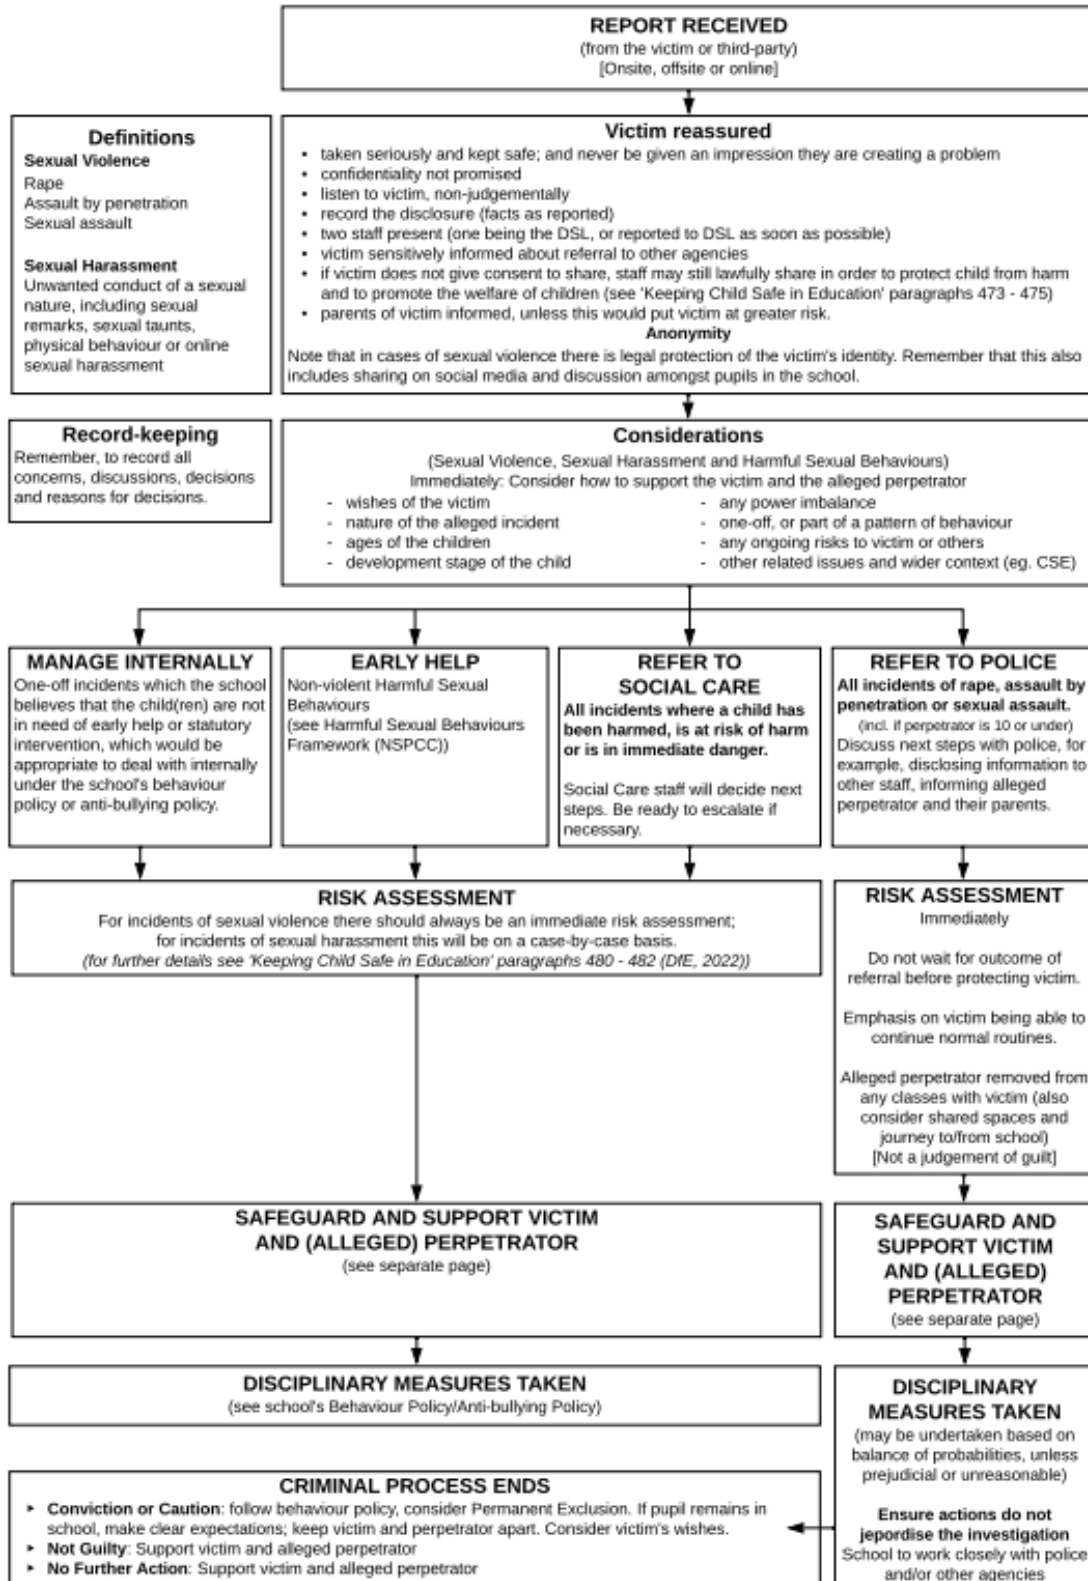 REPORT RECEIVED
(from the victim or third-party)
[Onsite, offsite or online]
Definitions
Sexual Violence
Rape
Assault by penetration
Sexual assault
Sexual Harassment
Unwanted conduct of a sexual
nature, including sexual
remarks, sexual taunts,
physical behaviour or online
sexual harassment
Victim reassured
• taken seriously and kept safe; and never be given an impression they are creating a problem
• confidentiality not promised
• listen to victim, non-judgementally
• record the disclosure (facts as reported)
• two staff present (one being the DSL, or reported to DSL as soon as possible)
• victim sensitively informed about referral to other agencies
• if victim does not give consent to share, staff may still lawfully share in order to protect child from harm
and to promote the welfare of children (see 'Keeping Child Safe in Education' paragraphs 473 - 475)
• parents of victim informed, unless this would put victim at greater risk.
Anonymity
Note that in cases of sexual violence there is legal protection of the victim's identity. Remember that this also
includes sharing on social media and discussion amongst pupils in the school.
Record-keeping
Remember, to record all
concerns, discussions, decisions
and reasons for decisions.
Considerations
(Sexual Violence, Sexual Harassment and Harmful Sexual Behaviours)
Immediately: Consider how to support the victim and the alleged perpetrator
- wishes of the victim
- nature of the alleged incident
- ages of the children
- development stage of the child
- any power imbalance
- one-off, or part of a pattern of behaviour
- any ongoing risks to victim or others
- other related issues and wider context (eg. CSE)
MANAGE INTERNALLY
One-off incidents which the school
believes that the child(ren) are not
in need of early help or statutory
intervention, which would be
appropriate to deal with internally
under the school's behaviour
policy or anti-bullying policy.
EARLY HELP
Non-violent Harmful Sexual
Behaviours
(see Harmful Sexual Behaviours
Framework (NSPCC))
REFER TO
SOCIAL CARE
All incidents where a child has
been harmed, is at risk of harm
or is in immediate danger.
Social Care staff will decide next
steps. Be ready to escalate if
necessary.
REFER TO POLICE
All incidents of rape, assault by
penetration or sexual assault.
(incl. if perpetrator is 10 or under)
Discuss next steps with police, for
example, disclosing information to
other staff, informing alleged
perpetrator and their parents.
RISK ASSESSMENT
For incidents of sexual violence there should always be an immediate risk assessment;
for incidents of sexual harassment this will be on a case-by-case basis.
(for further details see 'Keeping Child Safe in Education' paragraphs 480 - 482 (DfE, 2022))
RISK ASSESSMENT
Immediately
Do not wait for outcome of
referral before protecting victim.
Emphasis on victim being able to
continue normal routines.
Alleged perpetrator removed from
any classes with victim (also
consider shared spaces and
journey to/from school)
[Not a judgement of guilt]
SAFEGUARD AND SUPPORT VICTIM
AND (ALLEGED) PERPETRATOR
(see separate page)
SAFEGUARD AND
SUPPORT VICTIM
AND (ALLEGED)
PERPETRATOR
(see separate page)
DISCIPLINARY MEASURES TAKEN
(see school's Behaviour Policy/Anti-bullying Policy)
DISCIPLINARY
MEASURES TAKEN
(may be undertaken based on
balance of probabilities, unless
prejudicial or unreasonable)
Ensure actions do not
jepordise the investigation
School to work closely with police
and/or other agencies
CRIMINAL PROCESS ENDS
▸ Conviction or Caution: follow behaviour policy, consider Permanent Exclusion. If pupil remains in
school, make clear expectations; keep victim and perpetrator apart. Consider victim's wishes.
▸ Not Guilty: Support victim and alleged perpetrator
▸ No Further Action: Support victim and alleged perpetrator